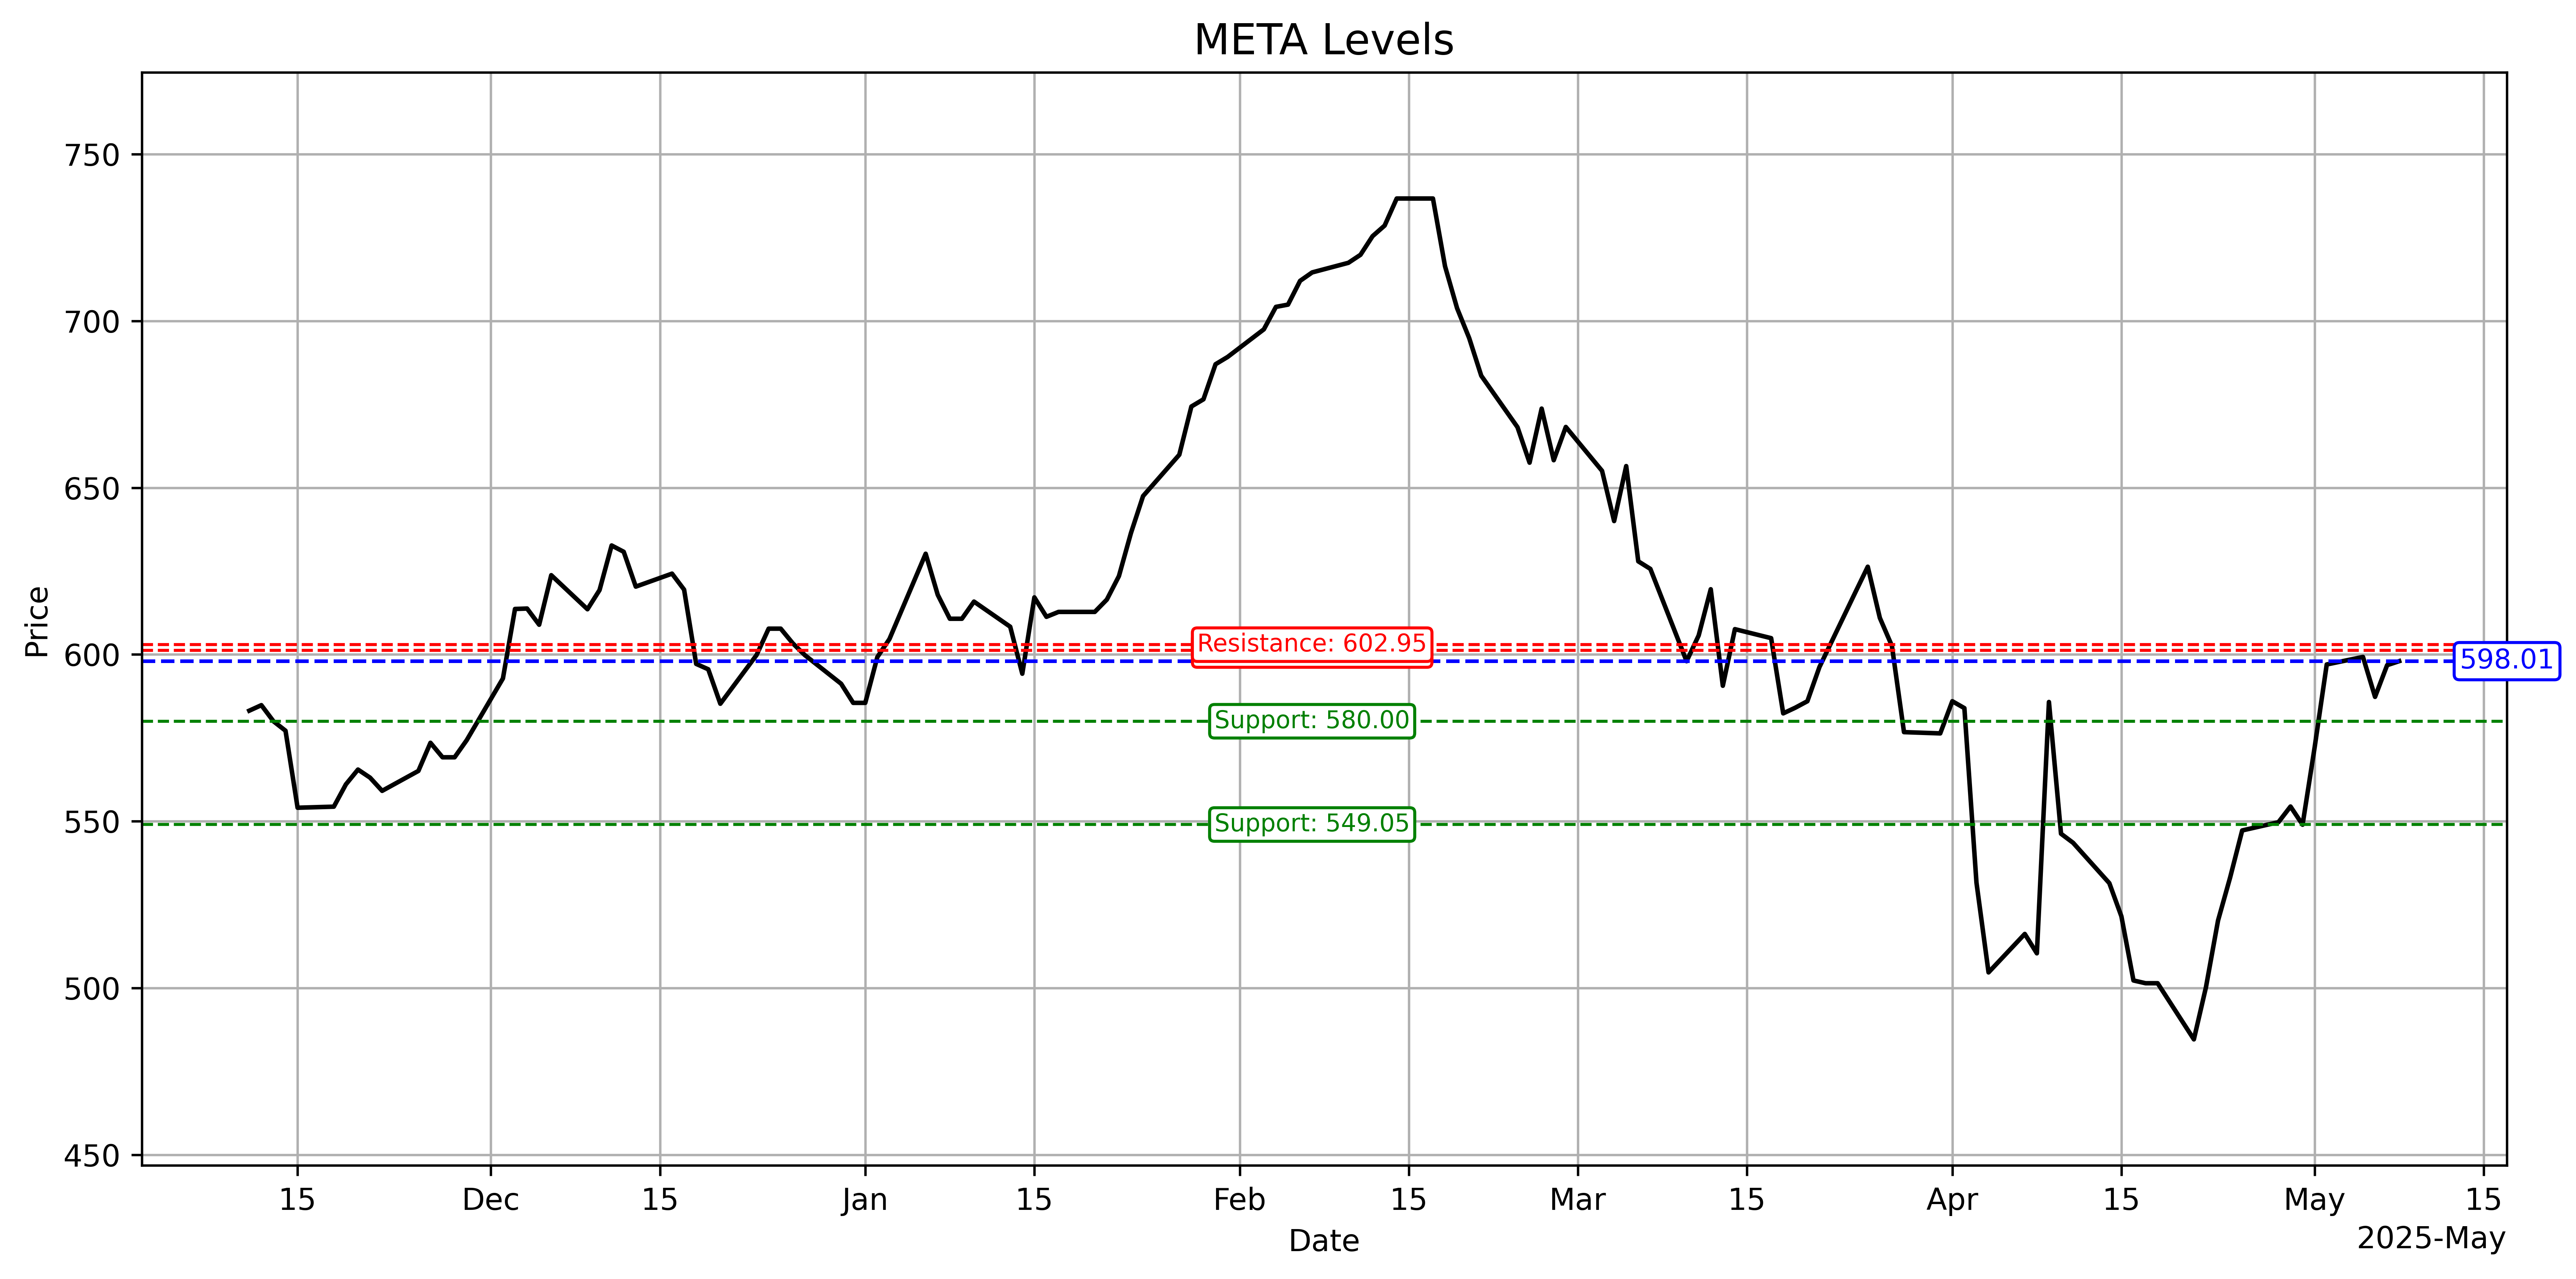 META Levels
Price
750
700
650
600
550
500
450
Resistance: 602.95
598.01
Support: 580.00
Support: 549.05
15
Dec
15
Jan
15
Feb
15
Mar
15
Apr
15
May
15
Date
2025-May